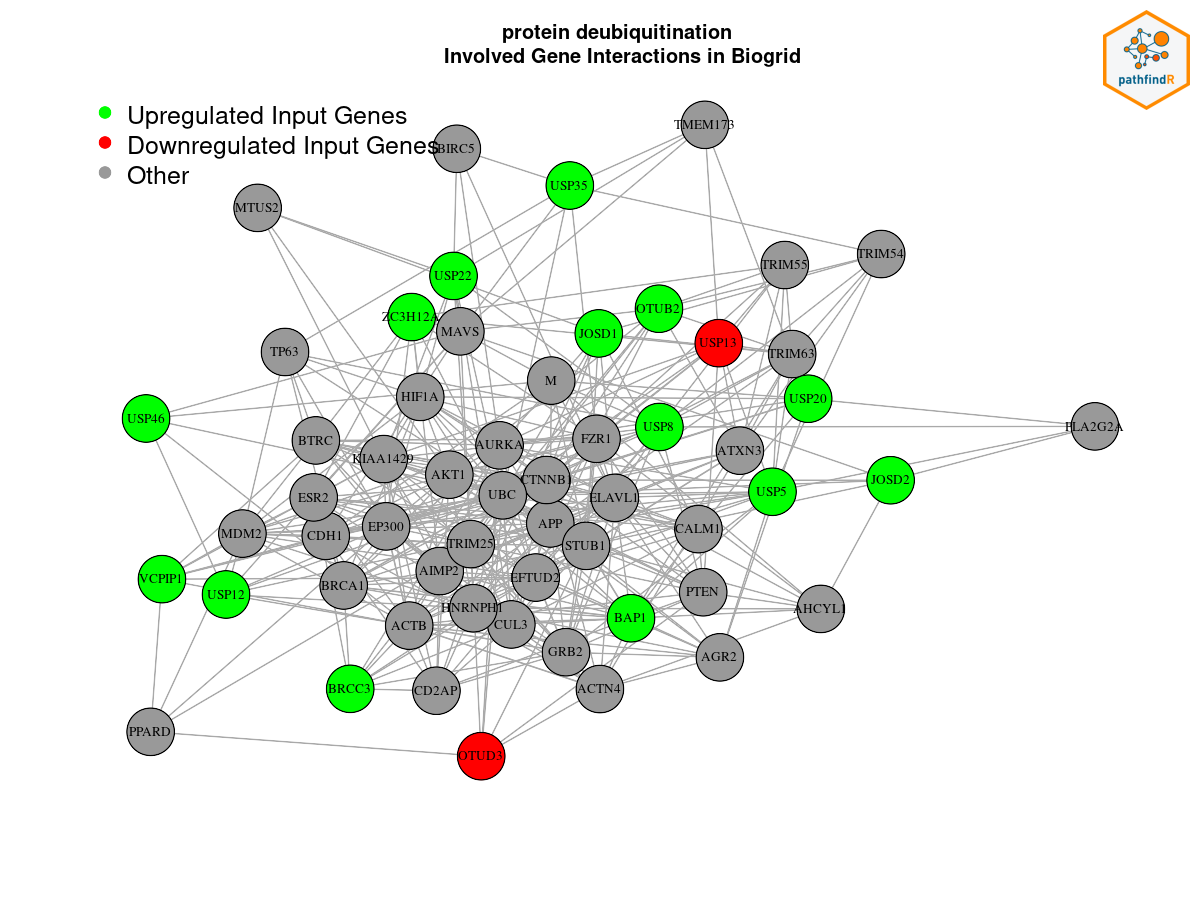 protein deubiquitination
Involved Gene Interactions in Biogrid
pathfindR
Upregulated Input Genes
Downregulated Input Genes
Other
TMEM173
BIRC5
USP35
MTUS2
TRIM54
TRIM55
USP22
OTUB2
ZC3H12A
MAVS
JOSD1
USP13
TRIM63
TP63
M
HIF1A
USP20
USP46
PLA2G2A
USP8
BTRC
FZR1
AURKA
ATXN3
KIAA1429
AKT1
CTNNB1
JOSD2
USP5
UBC
ESR2
ELAVL1
APP
EP300
CALM1
MDM2
CDH1
TRIM25
STUB1
AIMP2
EFTUD2
VCPIP1
BRCA1
USP12
PTEN
HNRNPH1
AHCYL1
BAP1
ACTB
CUL3
GRB2
AGR2
BRCC3
CD2AP
ACTN4
PPARD
OTUD3